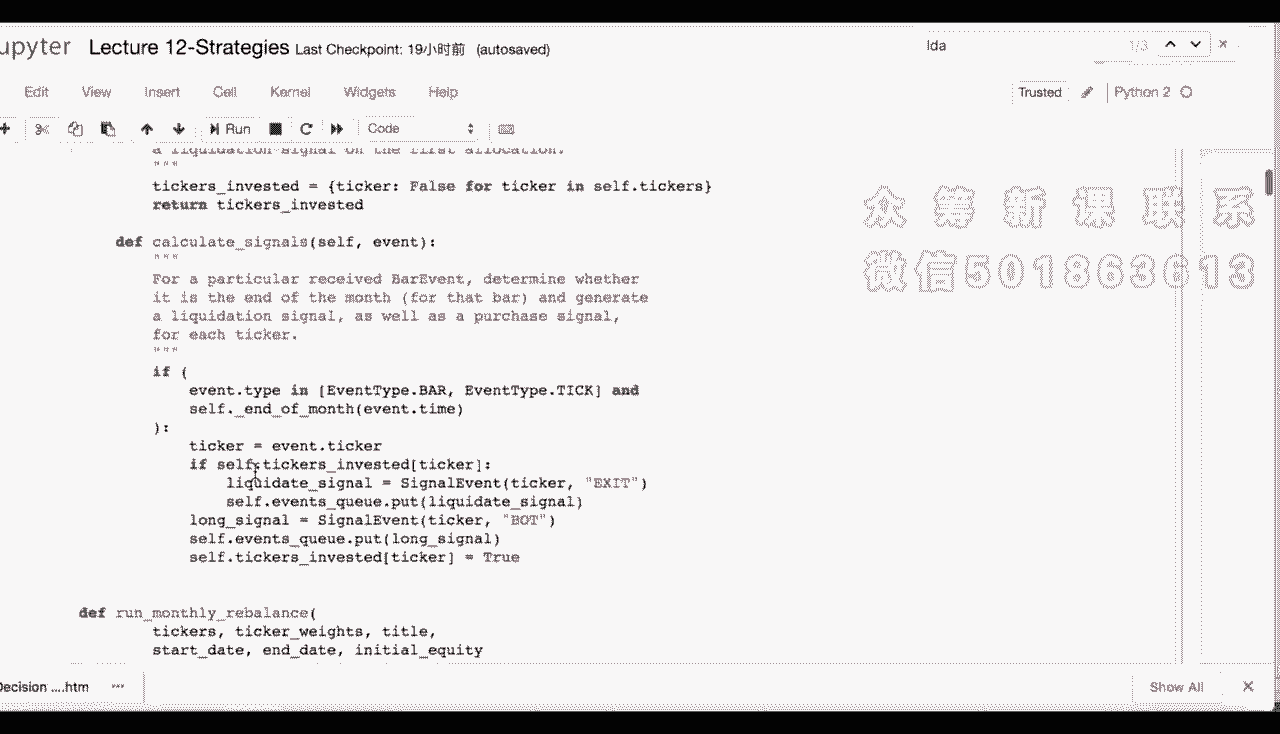 upyter Lecture 12-Strategies Last Checkpoint: 19小时前 (autosaved)
lda 1/3
Edit View Insert Cell Kernel Widgets Help
Trusted Python 2
Run Code
a liquidation signal on the first allocation.
"""
tickers_invested = {ticker: False for ticker in self.tickers}
return tickers_invested
def calculate_signals(self, event):
"""
For a particular received BarEvent, determine whether
it is the end of the month (for that bar) and generate
a liquidation signal, as well as a purchase signal,
for each ticker.
"""
if (
event.type in [EventType.BAR, EventType.TICK] and
self._end_of_month(event.time)
):
ticker = event.ticker
if self.tickers_invested[ticker]:
liquidate_signal = SignalEvent(ticker, "EXIT")
self.events_queue.put(liquidate_signal)
long_signal = SignalEvent(ticker, "BOT")
self.events_queue.put(long_signal)
self.tickers_invested[ticker] = True
def run_monthly_rebalance(
tickers, ticker_weights, title,
start_date, end_date, initial_equity
Decision ....htm
Show All
众筹新课联系
微信501863613